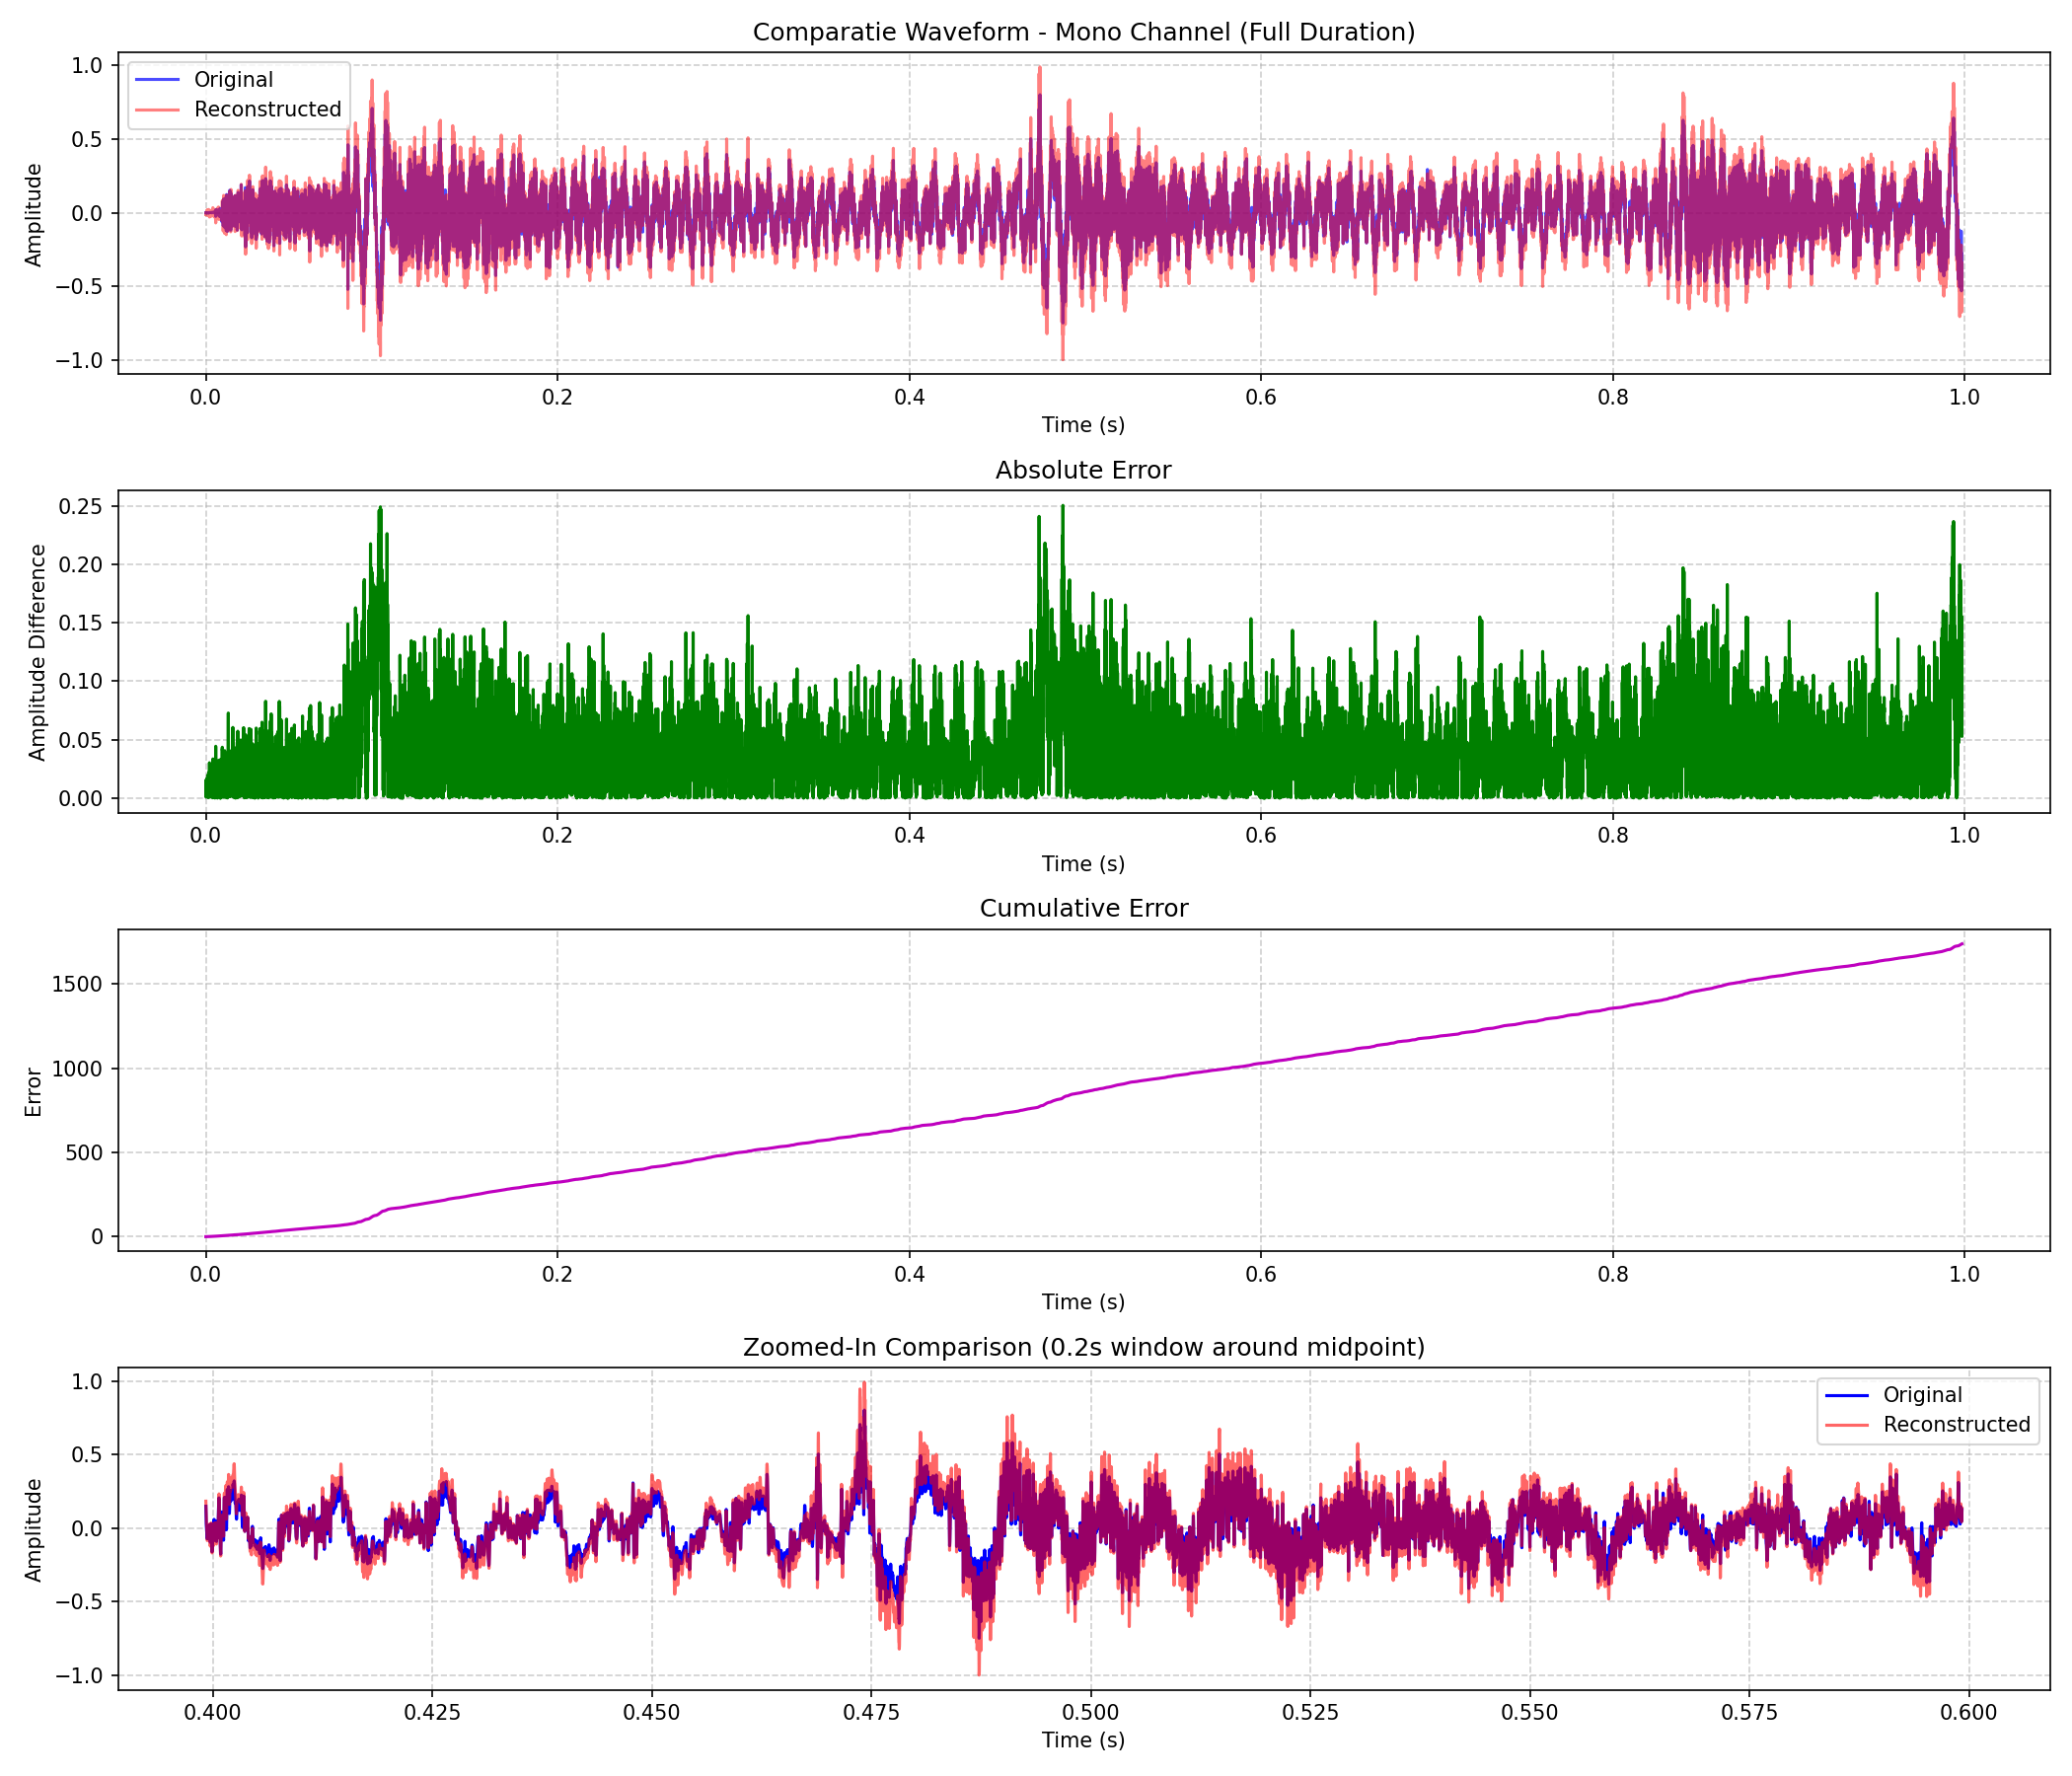 Comparatie Waveform - Mono Channel (Full Duration)
Original
Reconstructed
Amplitude
1.0
0.5
0.0
−0.5
−1.0
0.0 0.2 0.4 0.6 0.8 1.0
Time (s)
Absolute Error
Amplitude Difference
0.25
0.20
0.15
0.10
0.05
0.00
0.0 0.2 0.4 0.6 0.8 1.0
Time (s)
Cumulative Error
Error
1500
1000
500
0
0.0 0.2 0.4 0.6 0.8 1.0
Time (s)
Zoomed-In Comparison (0.2s window around midpoint)
Original
Reconstructed
Amplitude
1.0
0.5
0.0
−0.5
−1.0
0.400 0.425 0.450 0.475 0.500 0.525 0.550 0.575 0.600
Time (s)